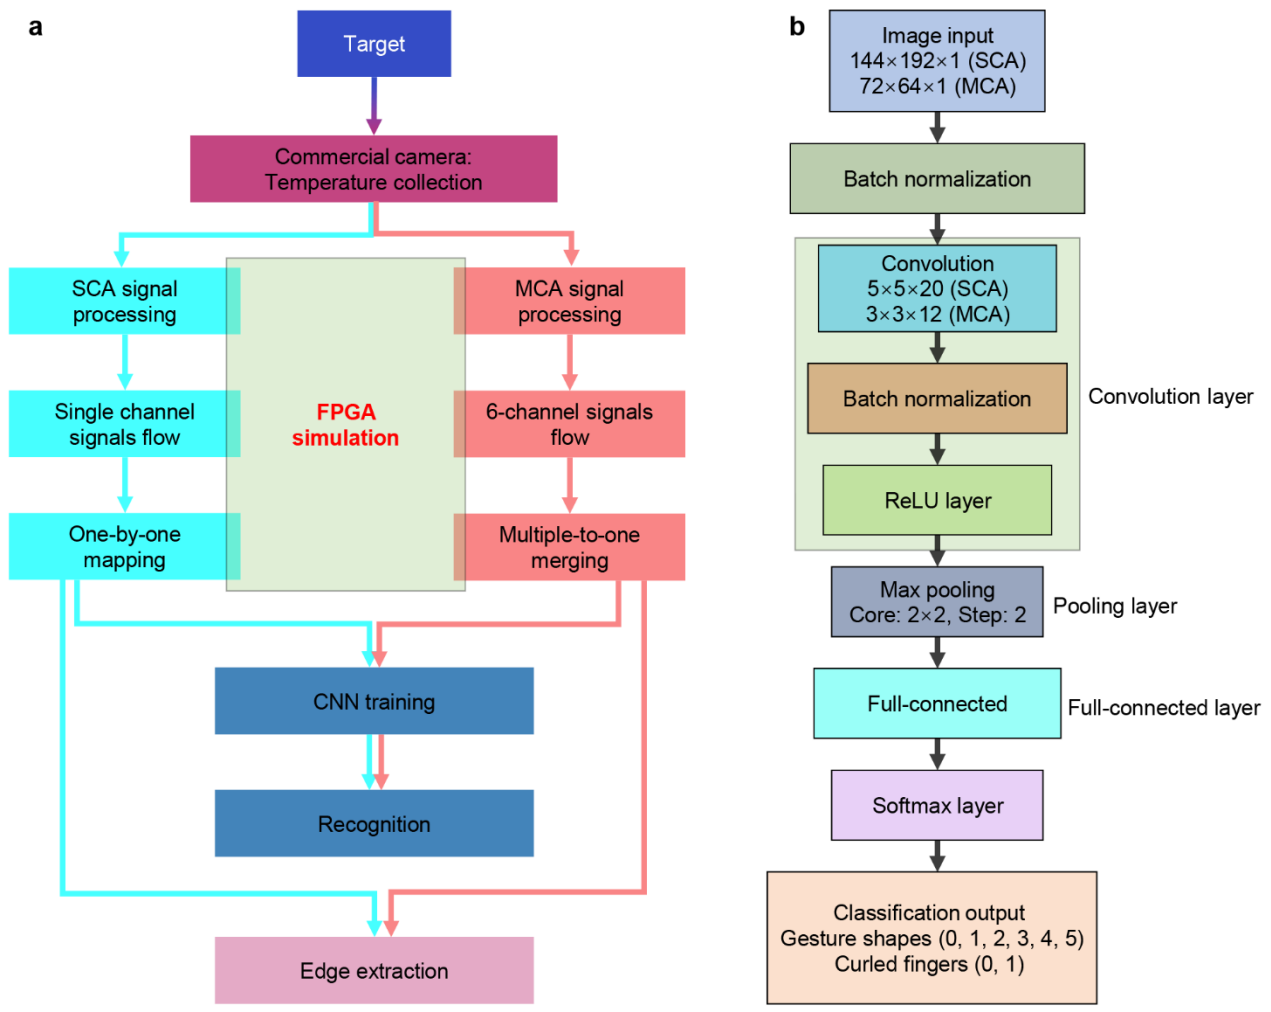 a
Target
Commercial camera:
Temperature collection
SCA signal
processing
MCA signal
processing
Single channel
signals flow
FPGA
simulation
6-channel signals
flow
One-by-one
mapping
Multiple-to-one
merging
CNN training
Recognition
Edge extraction
b
Image input
144×192×1 (SCA)
72×64×1 (MCA)
Batch normalization
Convolution
5×5×20 (SCA)
3×3×12 (MCA)
Batch normalization
Convolution layer
ReLU layer
Max pooling
Core: 2×2, Step: 2
Pooling layer
Full-connected
Full-connected layer
Softmax layer
Classification output
Gesture shapes (0, 1, 2, 3, 4, 5)
Curled fingers (0, 1)